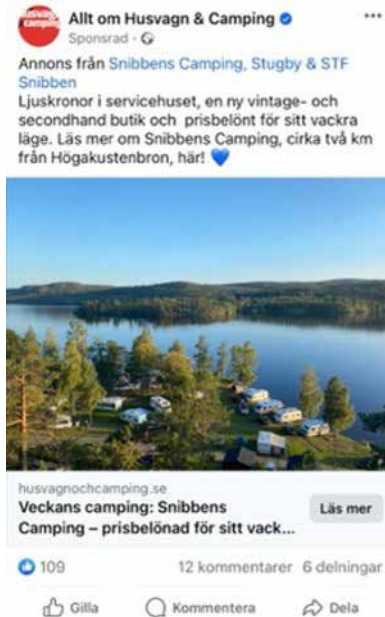 husvagn
camping
Allt om Husvagn & Camping
Sponsrad ·
Annons från Snibbens Camping, Stugby & STF
Snibben
Ljuskronor i servicehuset, en ny vintage- och
secondhand butik och prisbelönt för sitt vackra
läge. Läs mer om Snibbens Camping, cirka två km
från Högakustenbron, här! 💙
husvagnochcamping.se
Veckans camping: Snibbens
Camping – prisbelönad för sitt vack...
Läs mer
109
12 kommentarer 6 delningar
Gilla Kommentera Dela